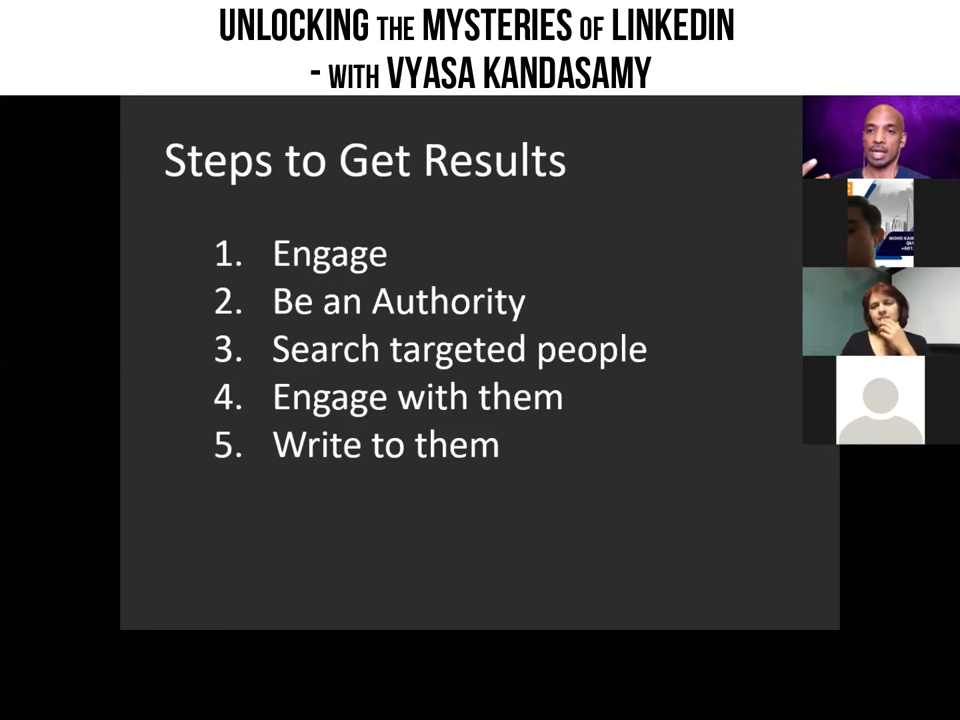 UNLOCKING THE MYSTERIES OF LINKEDIN
- WITH VYASA KANDASAMY
Steps to Get Results
1. Engage
2. Be an Authority
3. Search targeted people
4. Engage with them
5. Write to them